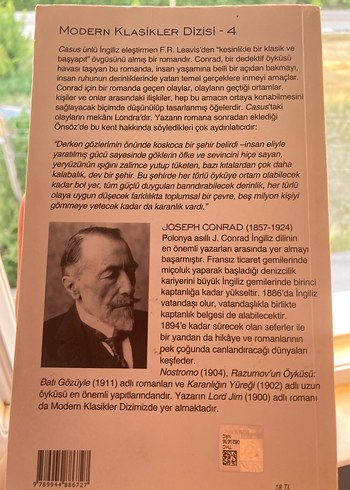 MODERN KLASİKLER DİZİSİ - 4
Casus ünlü İngiliz eleştirmen F.R. Leavis'den "kesinlikle bir klasik ve
başyapıt" övgüsünü almış bir romandır. Conrad, bir dedektif öyküsü
havası taşıyan bu romanda, insan yaşamına belli bir açıdan bakmayı,
insan ruhunun derinliklerinde yatan temel gerçeklere inmeyi amaçlar.
Conrad için bir romanda geçen olaylar, olayların geçtiği ortamlar,
kişiler ve onlar arasındaki ilişkiler, hep bu amacın ortaya konabilmesini
sağlayacak biçimde düşünülüp tasarlanmış öğelerdir. Casus'taki
olayların mekânı Londra'dır. Yazarın romana sonradan eklediği
Önsöz'de bu kent hakkında söyledikleri çok aydınlatıcıdır:
"Derken gözlerimin önünde koskoca bir şehir belirdi –insan eliyle
yaratılmış gücü sayesinde göklerin öfke ve sevincini hiçe sayan,
yeryüzünün ışığını zalimce yutup tüketen, bazı kıtalardan çok daha
kalabalık, dev bir şehir. Bu şehirde her türlü öyküye ortam olabilecek
kadar bol yer, tüm güçlü duyguları barındırabilecek derinlik, her türlü
olaya uygun düşecek farklılıkta toplumsal bir çevre, beş milyon kişiyi
gömmeye yetecek kadar da karanlık vardı."
JOSEPH CONRAD (1857-1924)
Polonya asıllı J. Conrad İngiliz dilinin
en önemli yazarları arasında yer almayı
başarmıştır. Fransız ticaret gemilerinde
miçoluk yaparak başladığı denizcilik
kariyerini büyük İngiliz gemilerinde birinci
kaptanlığa kadar yükseltir. 1886'da İngiliz
vatandaşı olur, vatandaşlıkla birlikte
kaptanlık belgesi de alabilecektir.
1894'e kadar sürecek olan seferler ile
bir yandan da hikâye ve romanlarının
pek çoğunda canlandıracağı dünyaları
keşfeder.
Nostromo (1904), Razumov'un Öyküsü:
Batı Gözüyle (1911) adlı romanları ve Karanlığın Yüreği (1902) adlı uzun
öyküsü en önemli yapıtlarındandır. Yazarın Lord Jim (1900) adlı romanı
da Modern Klasikler Dizimizde yer almaktadır.
9789944886727
18 TL